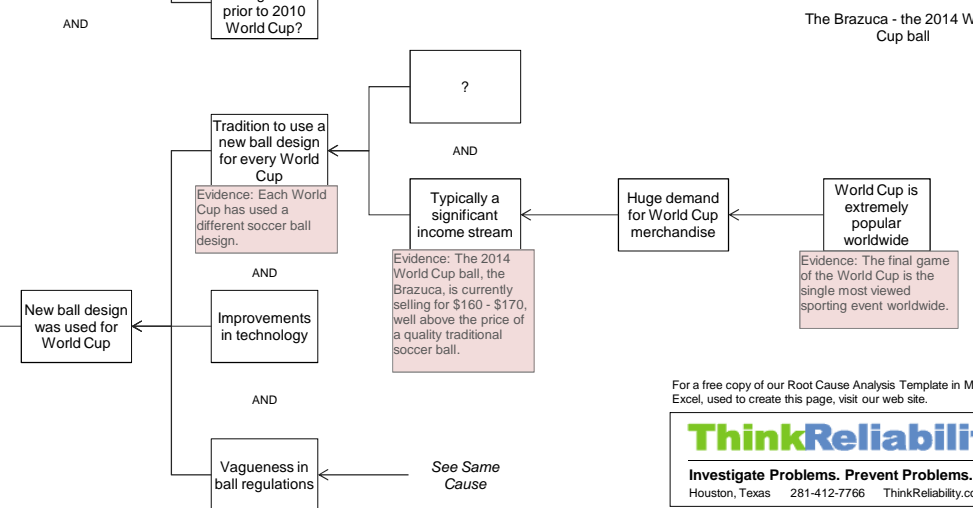 prior to 2010
World Cup?
AND
The Brazuca - the 2014 W
Cup ball
?
AND
Tradition to use a
new ball design
for every World
Cup
Evidence: Each World
Cup has used a
different soccer ball
design.
Typically a
significant
income stream
Evidence: The 2014
World Cup ball, the
Brazuca, is currently
selling for $160 - $170,
well above the price of
a quality traditional
soccer ball.
Huge demand
for World Cup
merchandise
World Cup is
extremely
popular
worldwide
Evidence: The final game
of the World Cup is the
single most viewed
sporting event worldwide.
AND
New ball design
was used for
World Cup
Improvements
in technology
AND
Vagueness in
ball regulations
See Same
Cause
For a free copy of our Root Cause Analysis Template in M
Excel, used to create this page, visit our web site.
ThinkReliabilit
Investigate Problems. Prevent Problems.
Houston, Texas 281-412-7766 ThinkReliability.co